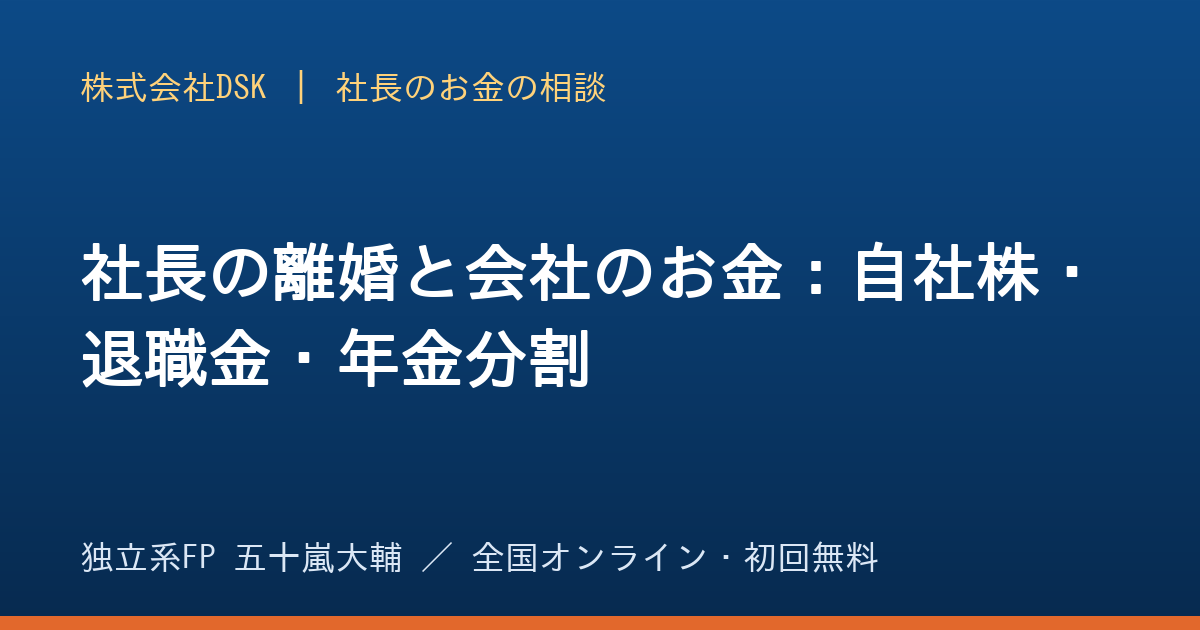 株式会社DSK ｜ 社長のお金の相談
社長の離婚と会社のお金：自社株・
退職金・年金分割
独立系FP 五十嵐大輔 ／ 全国オンライン・初回無料